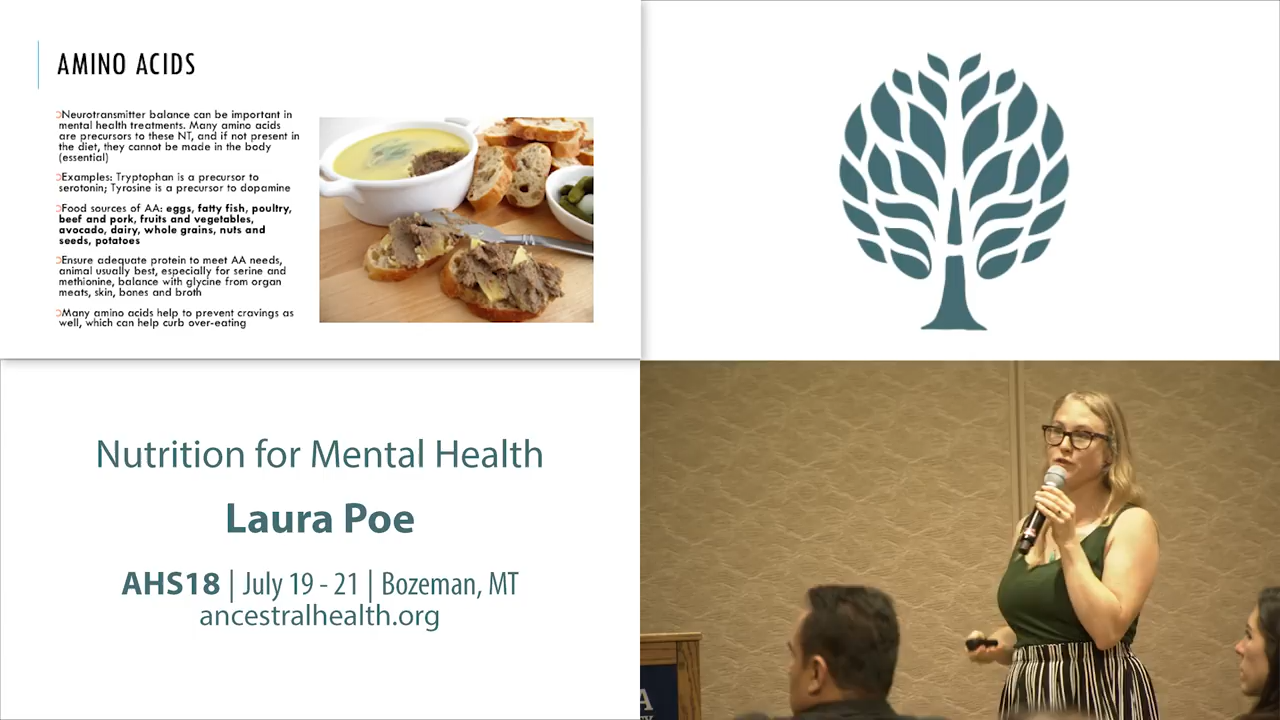 AMINO ACIDS
Neurotransmitter balance can be important in
mental health treatments. Many amino acids
are precursors to these NT, and if not present in
the diet, they cannot be made in the body
(essential)
Examples: Tryptophan is a precursor to
serotonin; Tyrosine is a precursor to dopamine
Food sources of AA: eggs, fatty fish, poultry,
beef and pork, fruits and vegetables,
avocado, dairy, whole grains, nuts and
seeds, potatoes
Ensure adequate protein to meet AA needs,
animal usually best, especially for serine and
methionine, balance with glycine from organ
meats, skin, bones and broth
Many amino acids help to prevent cravings as
well, which can help curb over-eating
Nutrition for Mental Health
Laura Poe
AHS18 | July 19 - 21 | Bozeman, MT
ancestralhealth.org